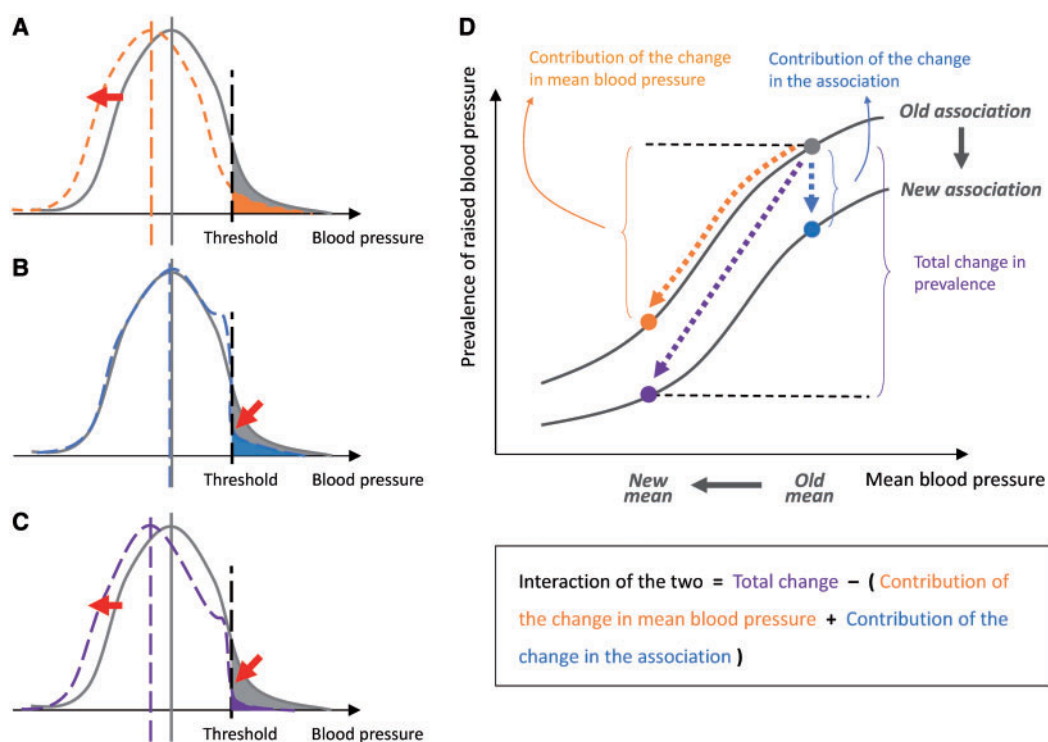 A
Threshold
Blood pressure
B
Threshold
Blood pressure
C
Threshold
Blood pressure
D
Contribution of the change
in mean blood pressure
Contribution of the change
in the association
Prevalence of raised blood pressure
Old association
New association
Total change in
prevalence
New
mean
Old
mean
Mean blood pressure
Interaction of the two = Total change – ( Contribution of
the change in mean blood pressure + Contribution of the
change in the association )